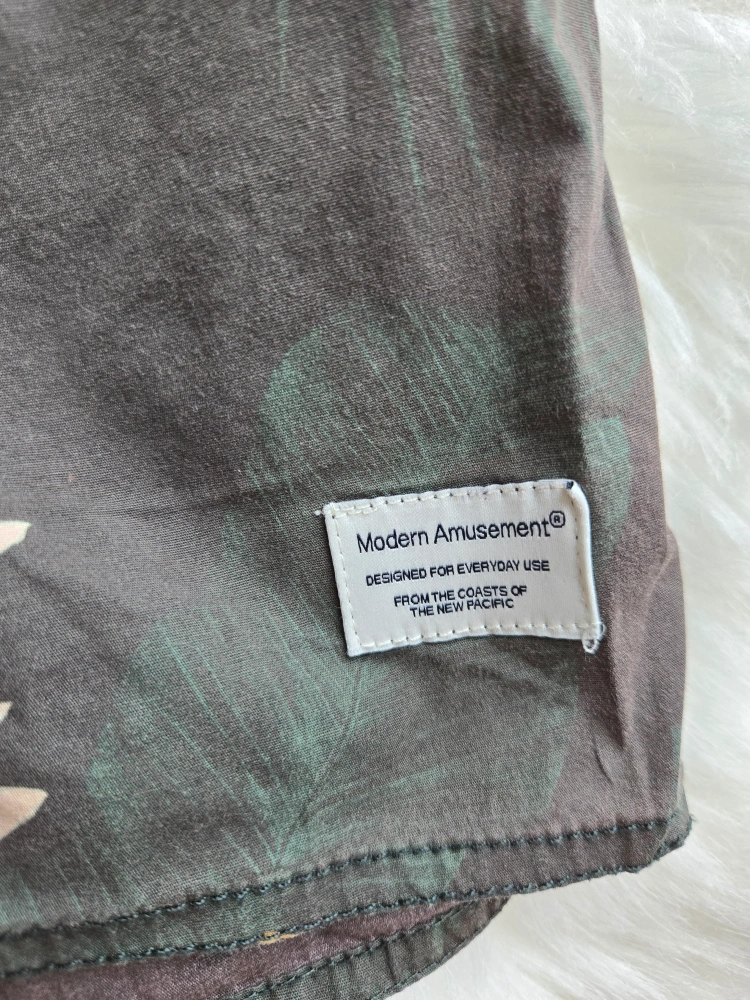 Modern Amusement®
DESIGNED FOR EVERYDAY USE
FROM THE COASTS OF
THE NEW PACIFIC